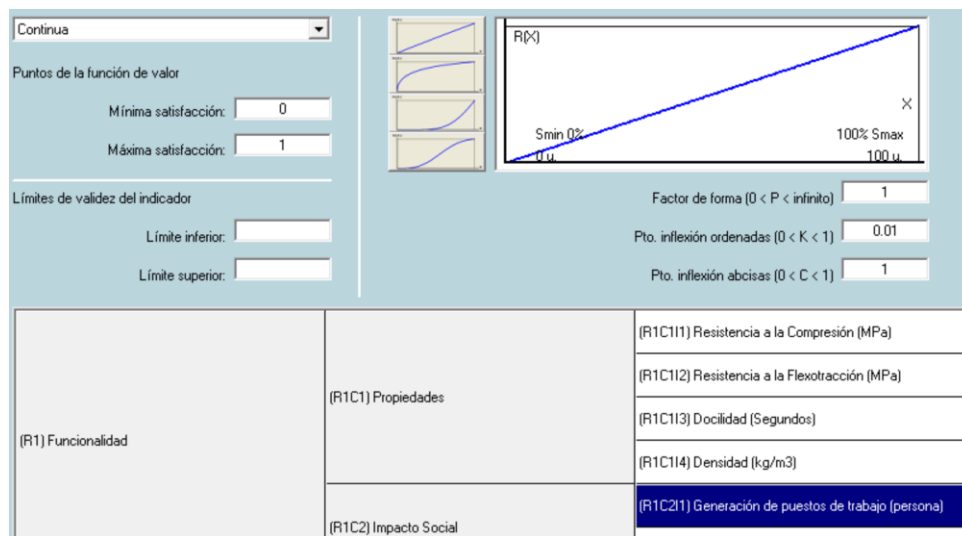 Continua
Puntos de la función de valor
Mínima satisfacción: 0
Máxima satisfacción: 1
Límites de validez del indicador
Límite inferior:
Límite superior:
R(X)
X
Smin 0%
0 u.
100% Smax
100 u.
Factor de forma (0 < P < infinito) 1
Pto. inflexión ordenadas (0 < K < 1) 0.01
Pto. inflexión abcisas (0 < C < 1) 1
(R1) Funcionalidad
(R1C1) Propiedades
(R1C1I1) Resistencia a la Compresión (MPa)
(R1C1I2) Resistencia a la Flexotracción (MPa)
(R1C1I3) Docilidad (Segundos)
(R1C1I4) Densidad (kg/m3)
(R1C2) Impacto Social
(R1C2I1) Generación de puestos de trabajo (persona)